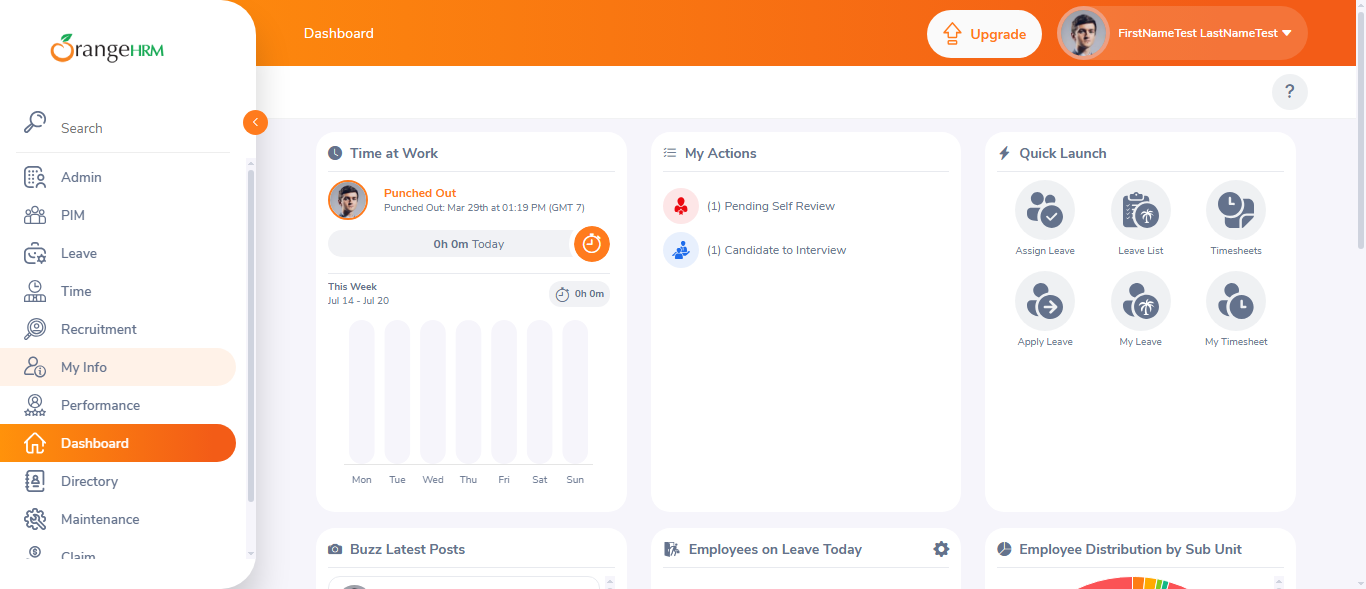 OrangeHRM
Dashboard
Upgrade
FirstNameTest LastNameTest
Search
?
Admin
PIM
Leave
Time
Recruitment
My Info
Performance
Dashboard
Directory
Maintenance
Claim
Time at Work
Punched Out
Punched Out: Mar 29th at 01:19 PM (GMT 7)
0h 0m Today
This Week
Jul 14 - Jul 20
0h 0m
Mon Tue Wed Thu Fri Sat Sun
My Actions
(1) Pending Self Review
(1) Candidate to Interview
Quick Launch
Assign Leave Leave List Timesheets
Apply Leave My Leave My Timesheet
Buzz Latest Posts
Employees on Leave Today
Employee Distribution by Sub Unit